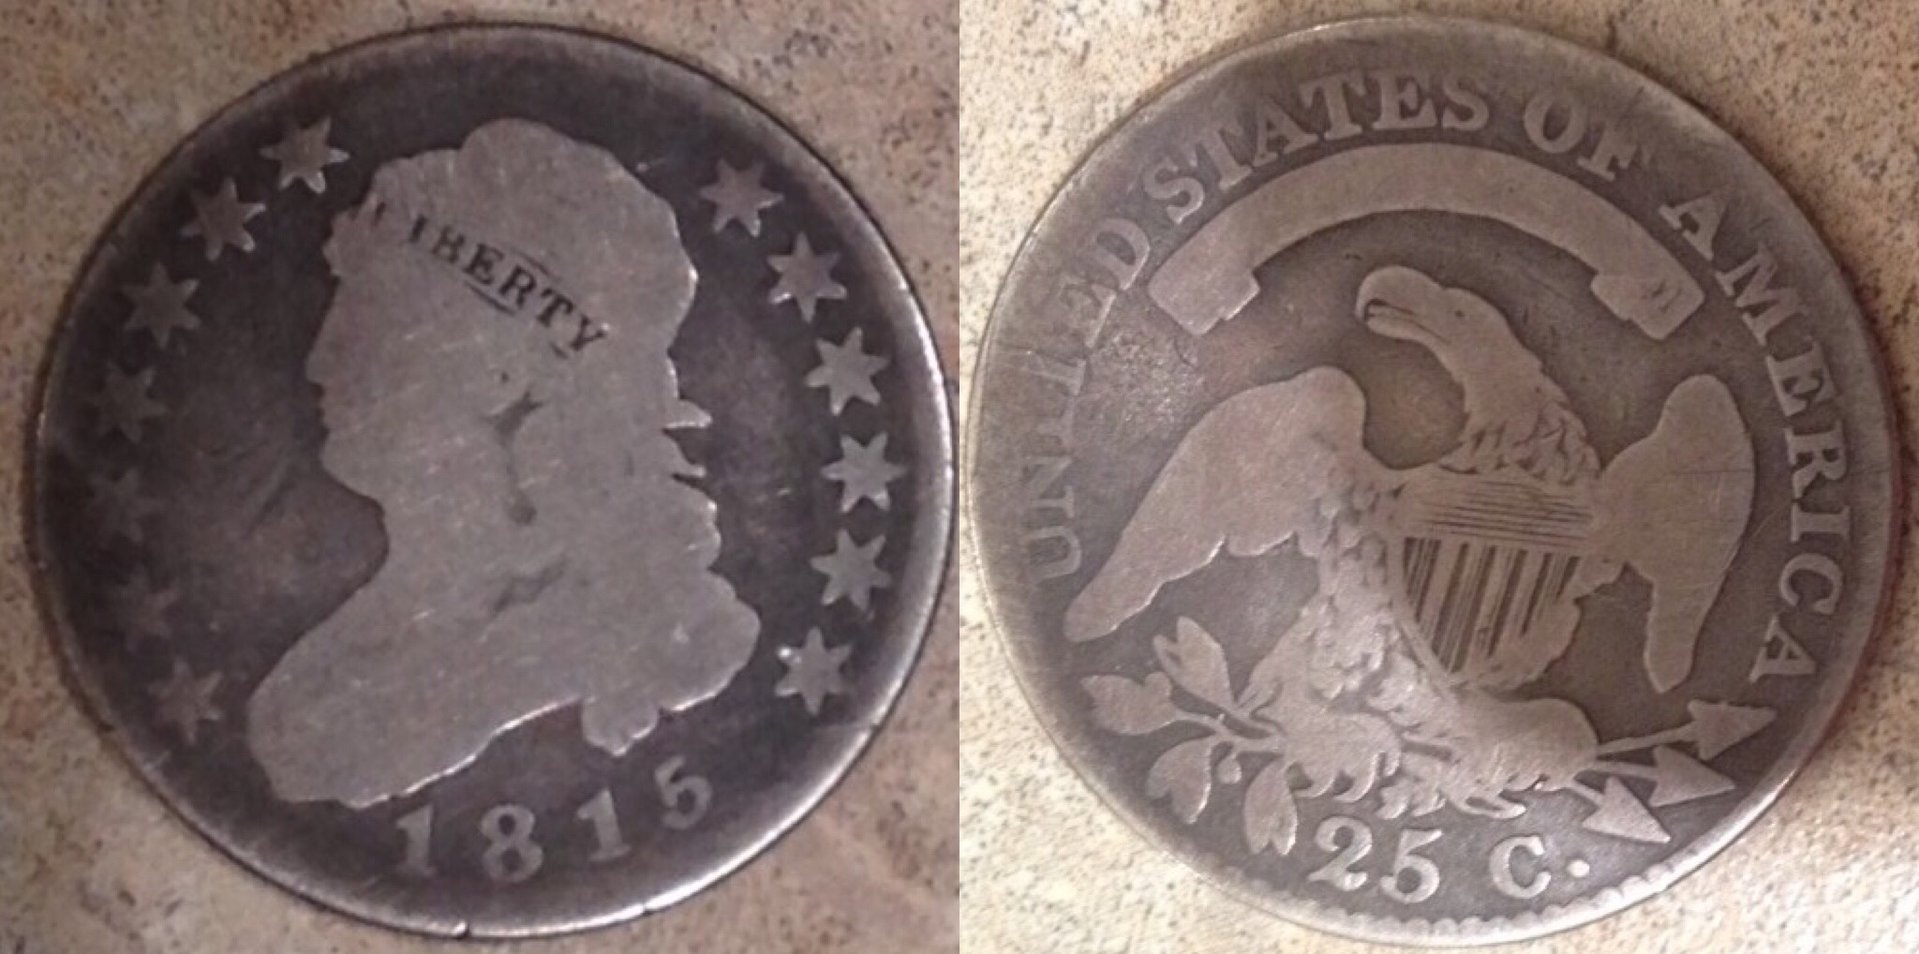 LIBERTY
1815
UNITED STATES OF AMERICA
25 C.